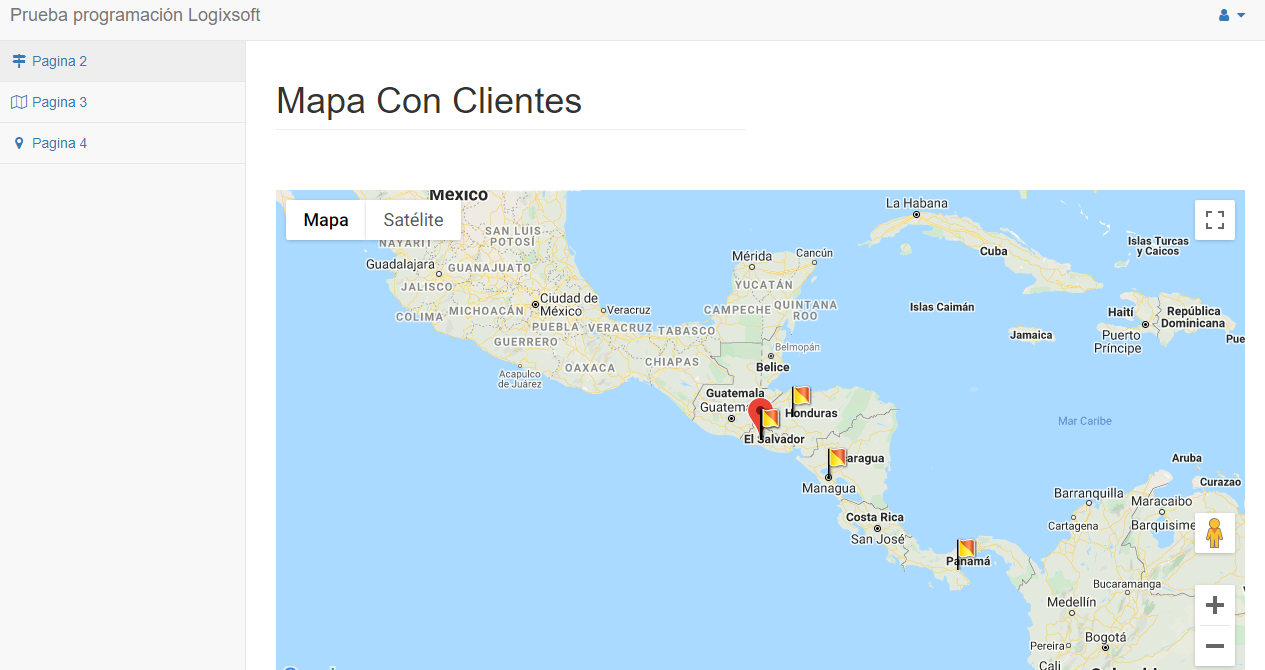 Prueba programación Logixsoft
Pagina 2
Pagina 3
Pagina 4
Mapa Con Clientes
México
Mapa
Satélite
La Habana
NAYARIT
SAN LUIS
POTOSÍ
Guadalajara
GUANAJUATO
JALISCO
COLIMA
MICHOACÁN
Ciudad de
México
Veracruz
PUEBLA
VERACRUZ
TABASCO
GUERRERO
OAXACA
CHIAPAS
Acapulco
de Juárez
Mérida
Cancún
YUCATÁN
CAMPECHE
QUINTANA
ROO
Cuba
Islas Turcas
y Caicos
Islas Caimán
Jamaica
Haití
República
Dominicana
Puerto
Príncipe
Pue
Belmopán
Belice
Guatemala
Guatem
Honduras
El Salvador
aragua
Managua
Mar Caribe
Costa Rica
San José
Panamá
Aruba
Curazao
Barranquilla
Maracaibo
Cartagena
Barquisime
Bucaramanga
Medellín
Bogotá
Pereira
Cali